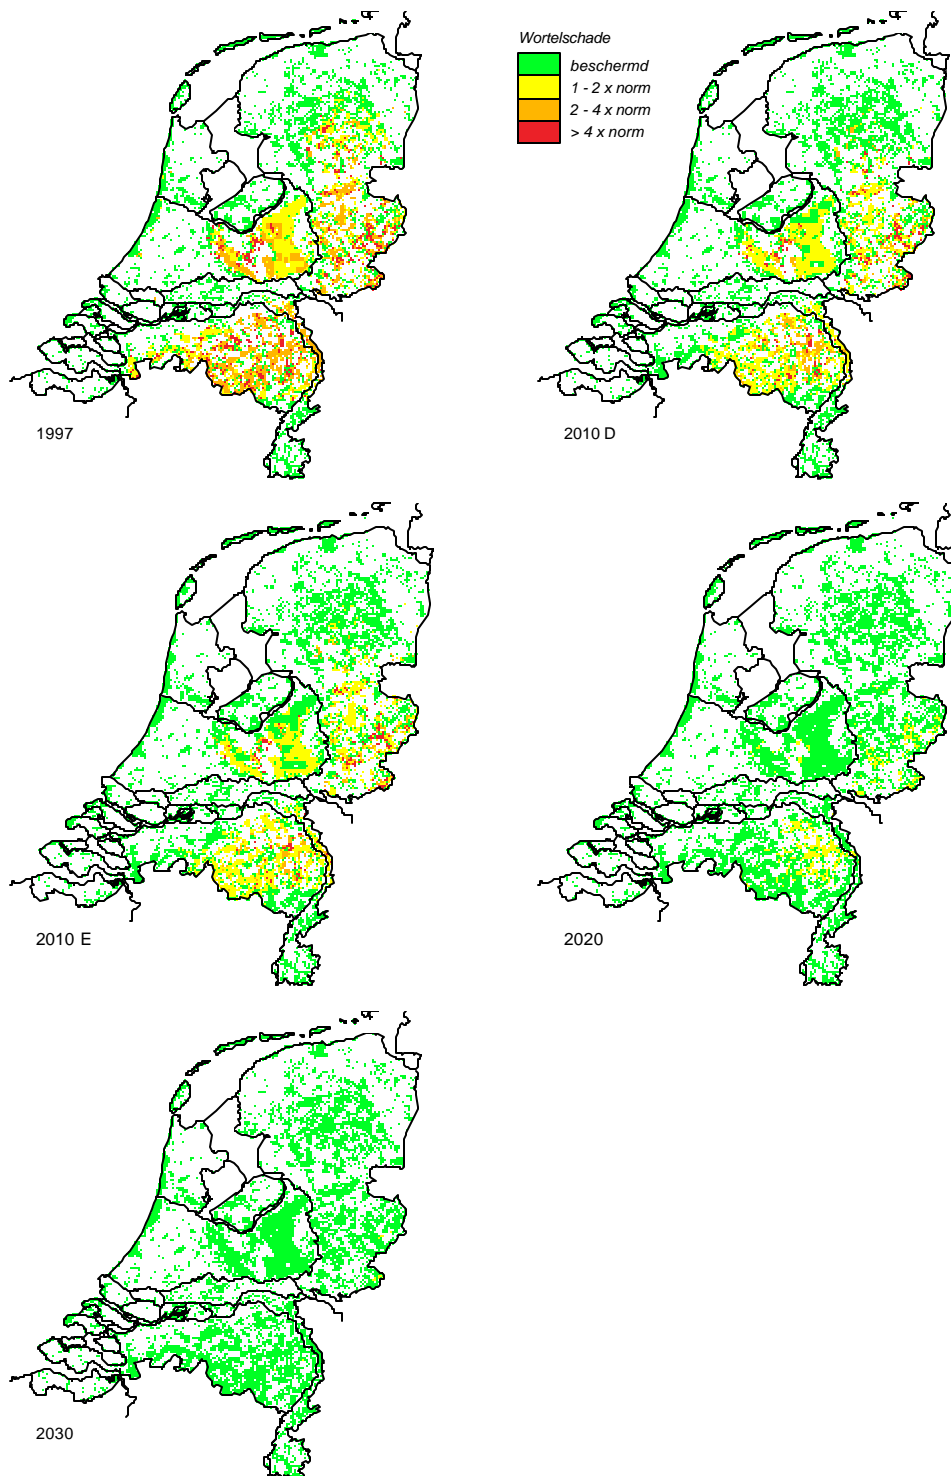 Wortelschade
beschermd
1 - 2 x norm
2 - 4 x norm
> 4 x norm
1997
2010 D
2010 E
2020
2030